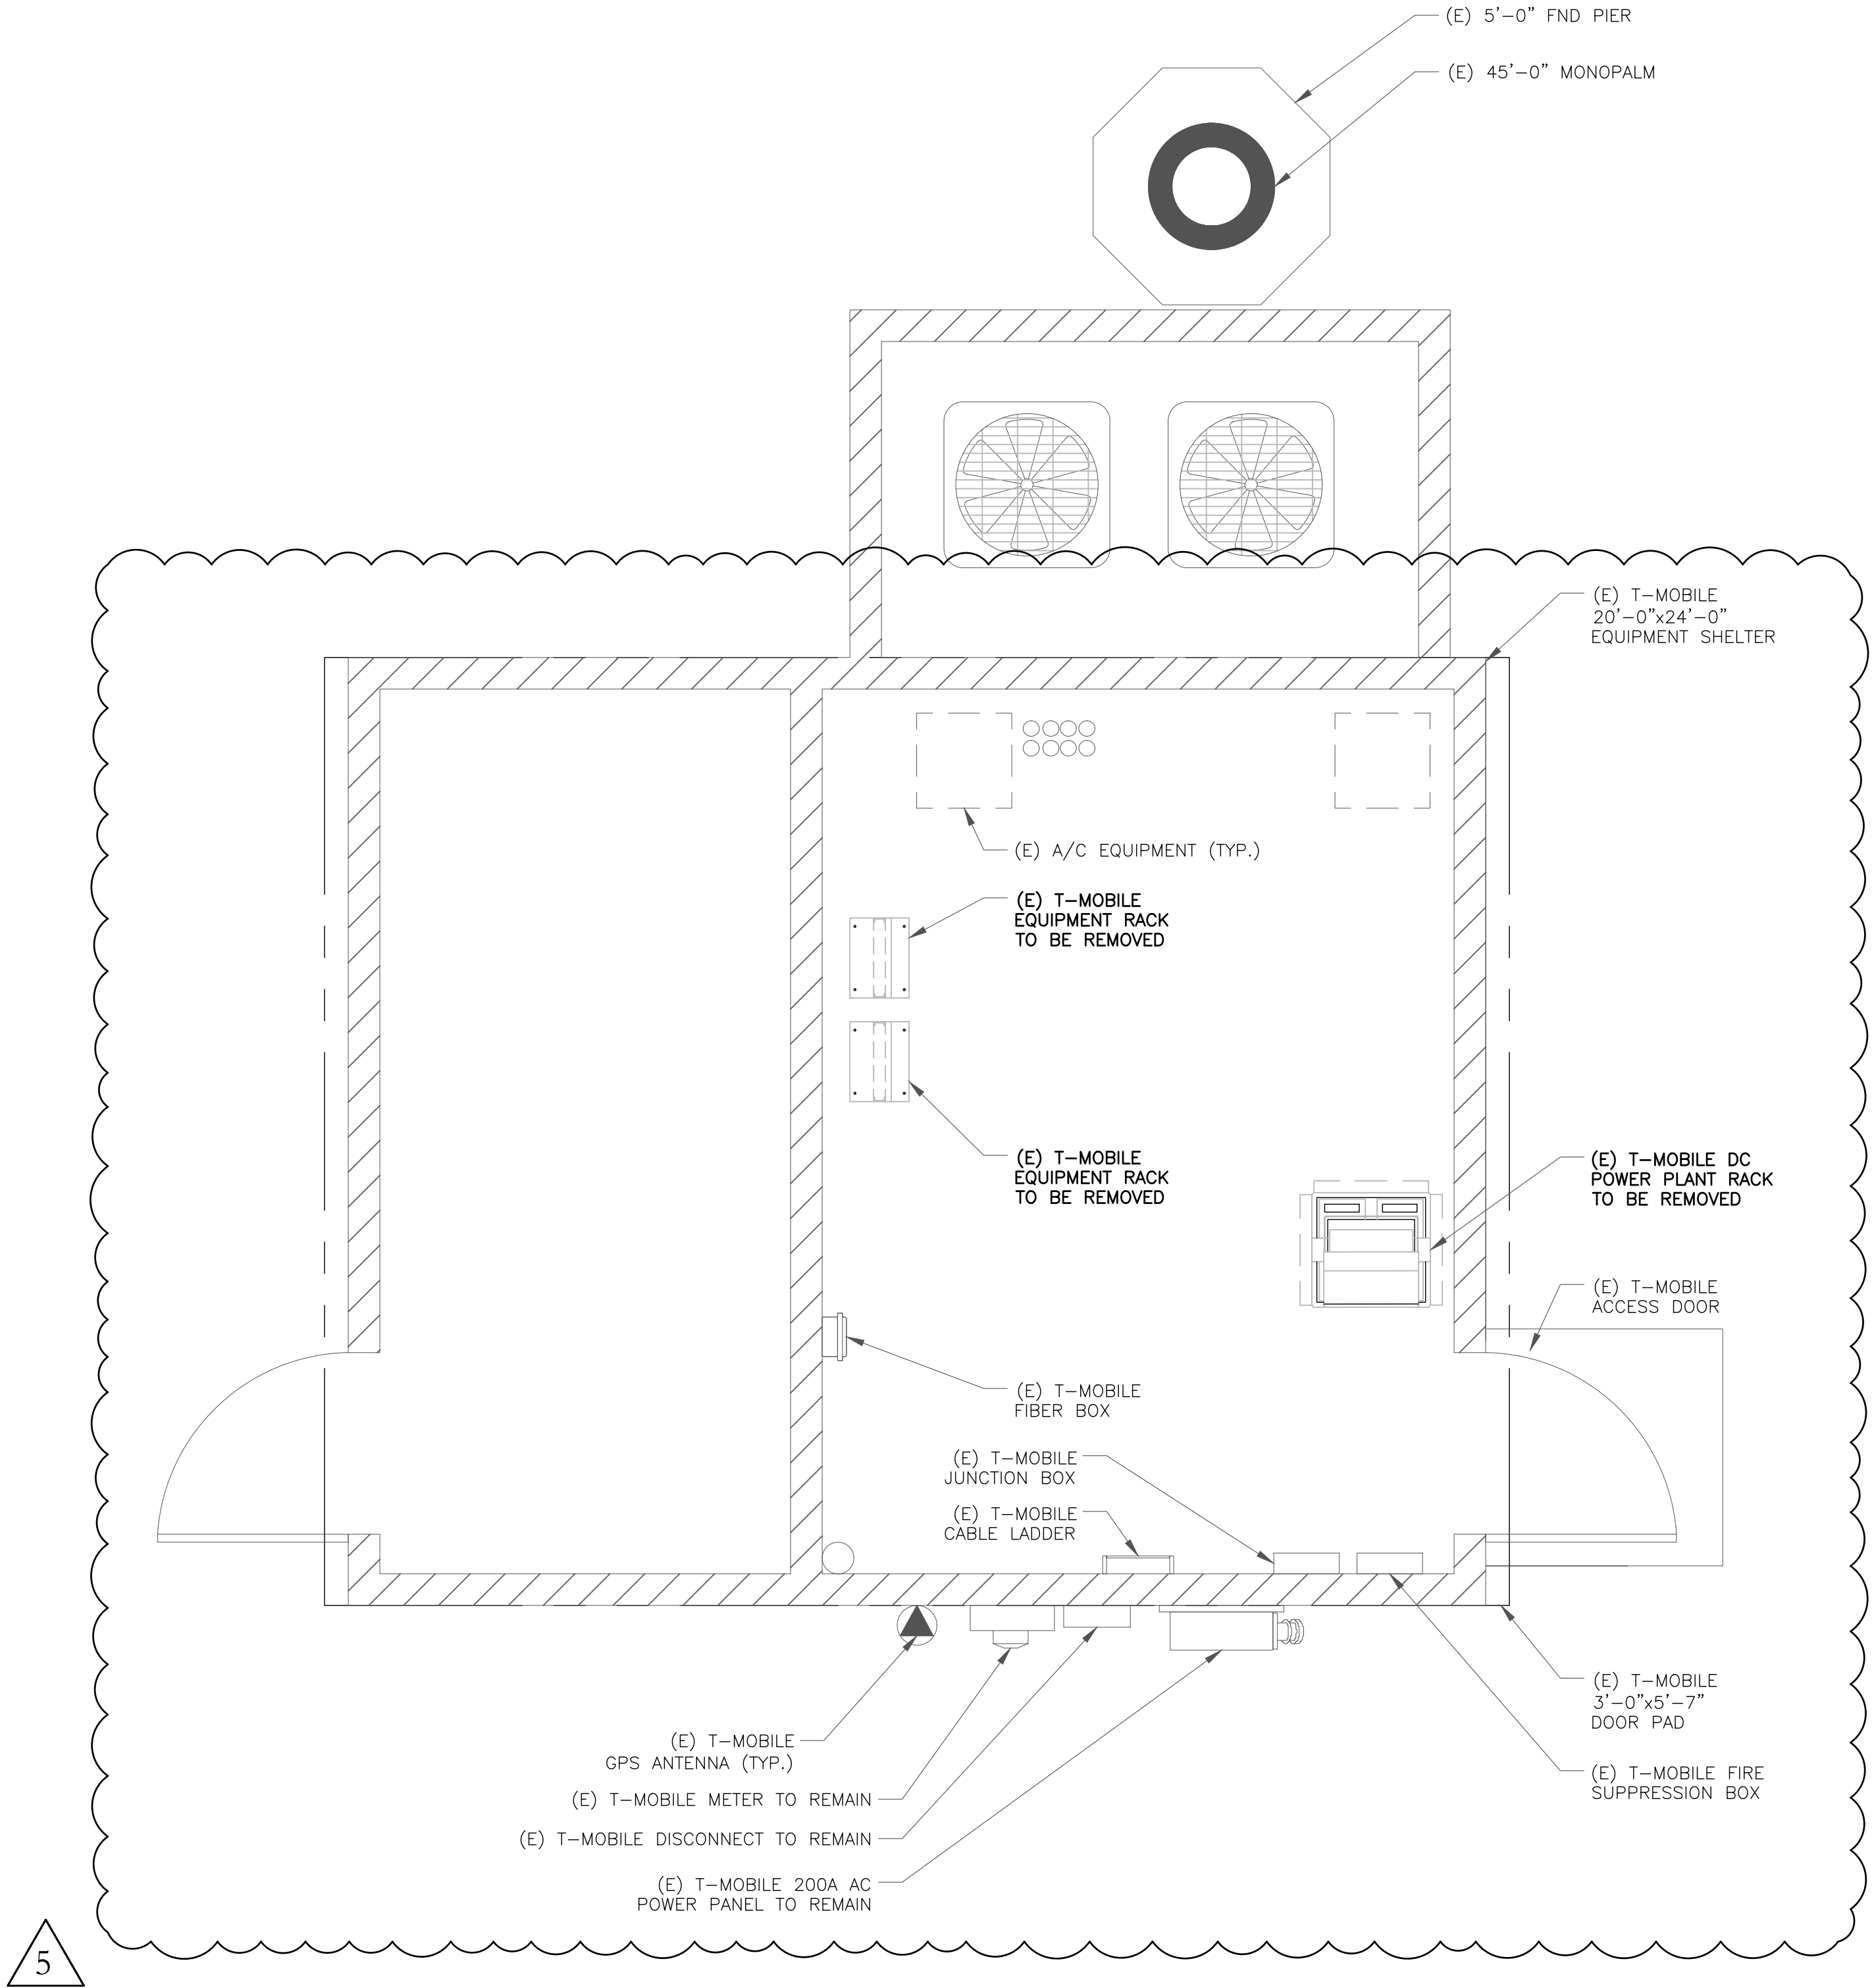 (E) 5'-0" FND PIER
(E) 45'-0" MONOPALM
(E) T-MOBILE
20'-0"x24'-0"
EQUIPMENT SHELTER
(E) A/C EQUIPMENT (TYP.)
(E) T-MOBILE
EQUIPMENT RACK
TO BE REMOVED
(E) T-MOBILE
EQUIPMENT RACK
TO BE REMOVED
(E) T-MOBILE DC
POWER PLANT RACK
TO BE REMOVED
(E) T-MOBILE
ACCESS DOOR
(E) T-MOBILE
FIBER BOX
(E) T-MOBILE
JUNCTION BOX
(E) T-MOBILE
CABLE LADDER
(E) T-MOBILE
3'-0"x5'-7"
DOOR PAD
(E) T-MOBILE
GPS ANTENNA (TYP.)
(E) T-MOBILE FIRE
SUPPRESSION BOX
(E) T-MOBILE METER TO REMAIN
(E) T-MOBILE DISCONNECT TO REMAIN
(E) T-MOBILE 200A AC
POWER PANEL TO REMAIN
5